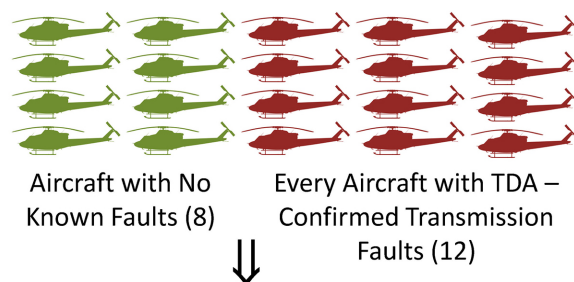 Aircraft with No
Known Faults (8)
Every Aircraft with TDA –
Confirmed Transmission
Faults (12)